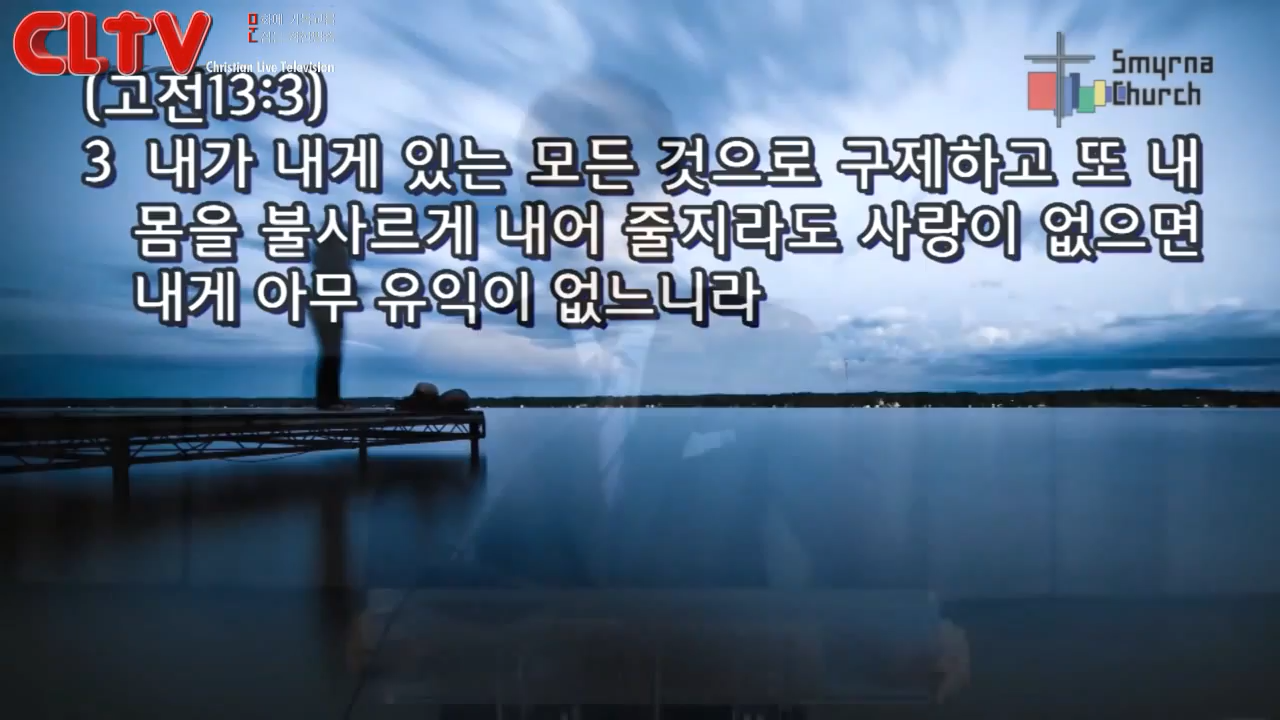 CLTV
Christian Live Television
Smyrna
Church
(고전13:3)
3 내가 내게 있는 모든 것으로 구제하고 또 내
몸을 불사르게 내어 줄지라도 사랑이 없으면
내게 아무 유익이 없느니라